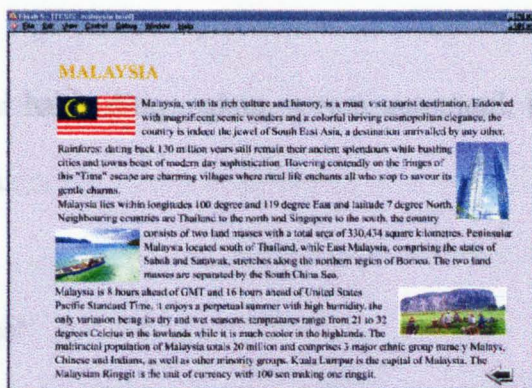 File Edit View Control Debug Window Help
MALAYSIA
Malaysia, with its rich culture and history, is a must visit tourist destination. Endowed
with magnificent scenic wonders and a colorful thriving cosmopolitan elegance, the
country is indeed the jewel of South East Asia, a destination unrivalled by any other.
Rainforest dating back 130 million years still remain their ancient splendours while bustling
cities and towns boast of modern day sophistication. Hovering contendly on the fringes of
this "Time" escape are charming villages where rural life enchants all who stop to savour its
gentle charms.
Malaysia lies within longitudes 100 degree and 119 degree East and latitude 7 degree North.
Neighbouring countries are Thailand to the north and Singapore to the south. the country
consists of two land masses with a total area of 330,434 square kilometres. Peninsular
Malaysia located south of Thailand, while East Malaysia, comprising the states of
Sabah and Sarawak, stretches along the northern region of Borneo. The two land
masses are separated by the South China Sea.
Malaysia is 8 hours ahead of GMT and 16 hours ahead of United States
Pacific Standard Time. it enjoys a perpetual summer with high humidity. the
only variation being its dry and wet seasons. tempratures range from 21 to 32
degrees Celcius in the lowlands while it is much cooler in the highlands. The
multiracial population of Malaysia totals 20 million and comprises 3 major ethnic group namely Malays,
Chinese and Indians, as well as other minority groups. Kuala Lumpur is the capital of Malaysia. The
Malaysian Ringgit is the unit of currency with 100 sen making one ringgit.